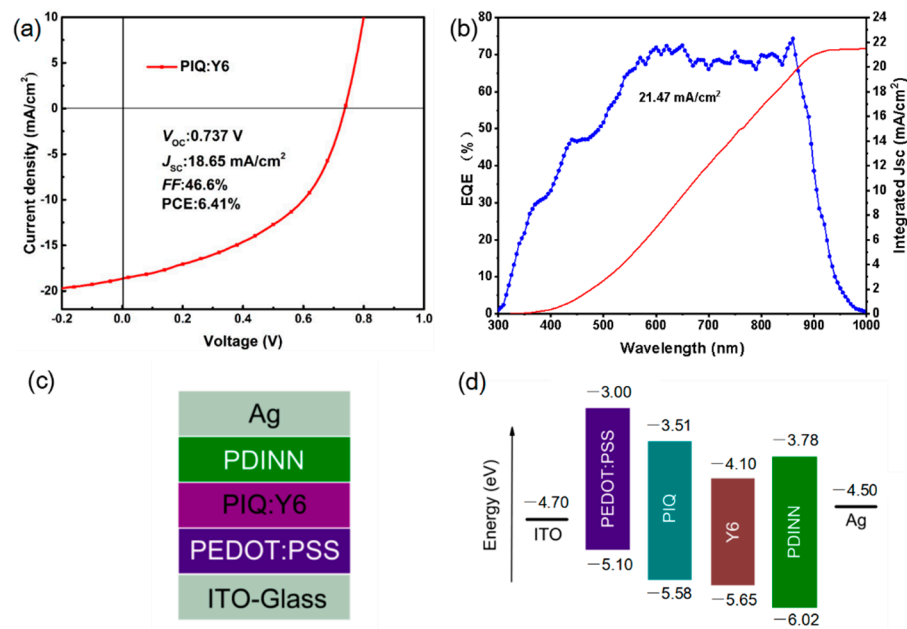 (a)
Current density (mA/cm²)
10
5
0
-5
-10
-15
-20
PIQ:Y6
VOC:0.737 V
JSC:18.65 mA/cm²
FF:46.6%
PCE:6.41%
-0.2 0.0 0.2 0.4 0.6 0.8 1.0
Voltage (V)
(b)
EQE (%)
80
70
60
50
40
30
20
10
0
21.47 mA/cm²
24
22
20
18
16
14
12
10
8
6
4
2
0
Integrated Jsc (mA/cm²)
300 400 500 600 700 800 900 1000
Wavelength (nm)
(c)
Ag
PDINN
PIQ:Y6
PEDOT:PSS
ITO-Glass
(d)
Energy (eV)
−4.70
ITO
−3.00
PEDOT:PSS
−5.10
−3.51
PIQ
−5.58
−4.10
Y6
−5.65
−3.78
PDINN
−6.02
−4.50
Ag